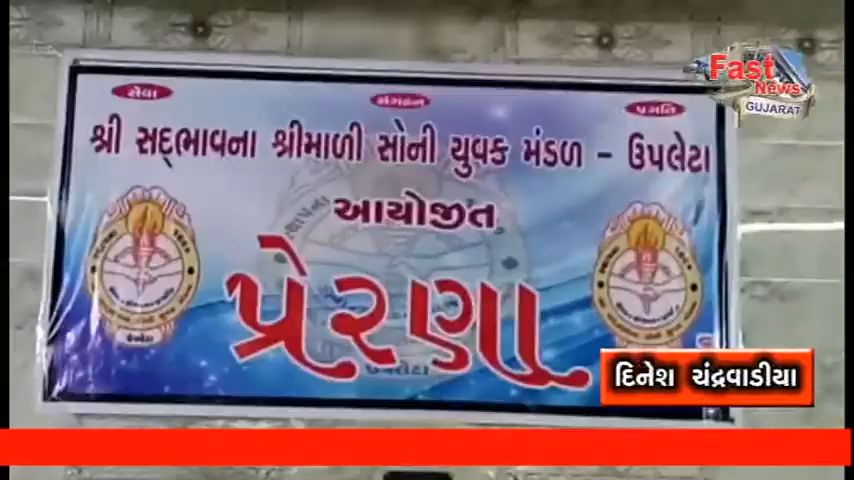 Fast
News
GUJARAT
સેવા સંગઠન પ્રગતિ
શ્રી સદ્ભાવના શ્રીમાળી સોની યુવક મંડળ - ઉપલેટા
આયોજીત
પ્રેરણા
દિનેશ ચંદ્રવાડીયા